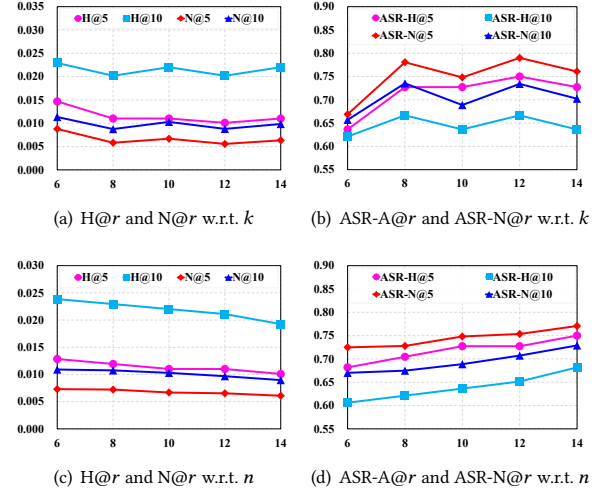 H@5 H@10 N@5 N@10
0.035
0.030
0.025
0.020
0.015
0.010
0.005
0.000
6 8 10 12 14
(a) H@r and N@r w.r.t. k
ASR-H@5 ASR-H@10
ASR-N@5 ASR-N@10
0.90
0.85
0.80
0.75
0.70
0.65
0.60
0.55
6 8 10 12 14
(b) ASR-A@r and ASR-N@r w.r.t. k
H@5 H@10 N@5 N@10
0.030
0.025
0.020
0.015
0.010
0.005
0.000
6 8 10 12 14
(c) H@r and N@r w.r.t. n
ASR-H@5 ASR-H@10
ASR-N@5 ASR-N@10
0.90
0.85
0.80
0.75
0.70
0.65
0.60
0.55
6 8 10 12 14
(d) ASR-A@r and ASR-N@r w.r.t. n